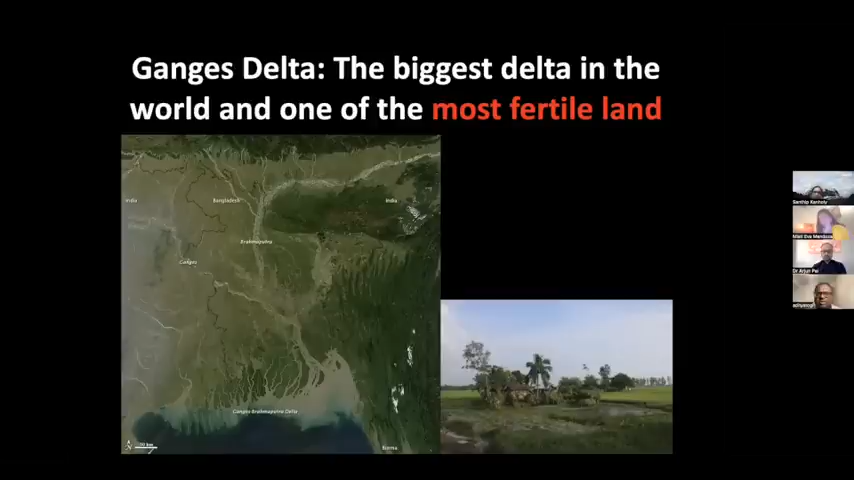 Ganges Delta: The biggest delta in the
world and one of the most fertile land
India
Bangladesh
India
Brahmaputra
Ganges
Ganges-Brahmaputra Delta
Burma
N
Santhip Kanholy
Dr Arjun Pai